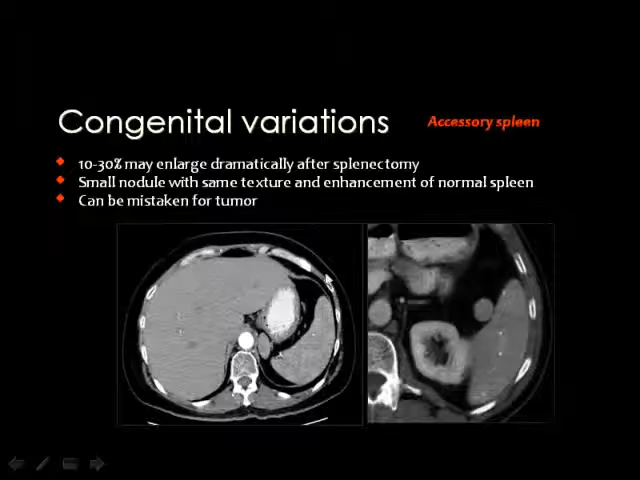 Congenital variations
Accessory spleen
10-30% may enlarge dramatically after splenectomy
Small nodule with same texture and enhancement of normal spleen
Can be mistaken for tumor